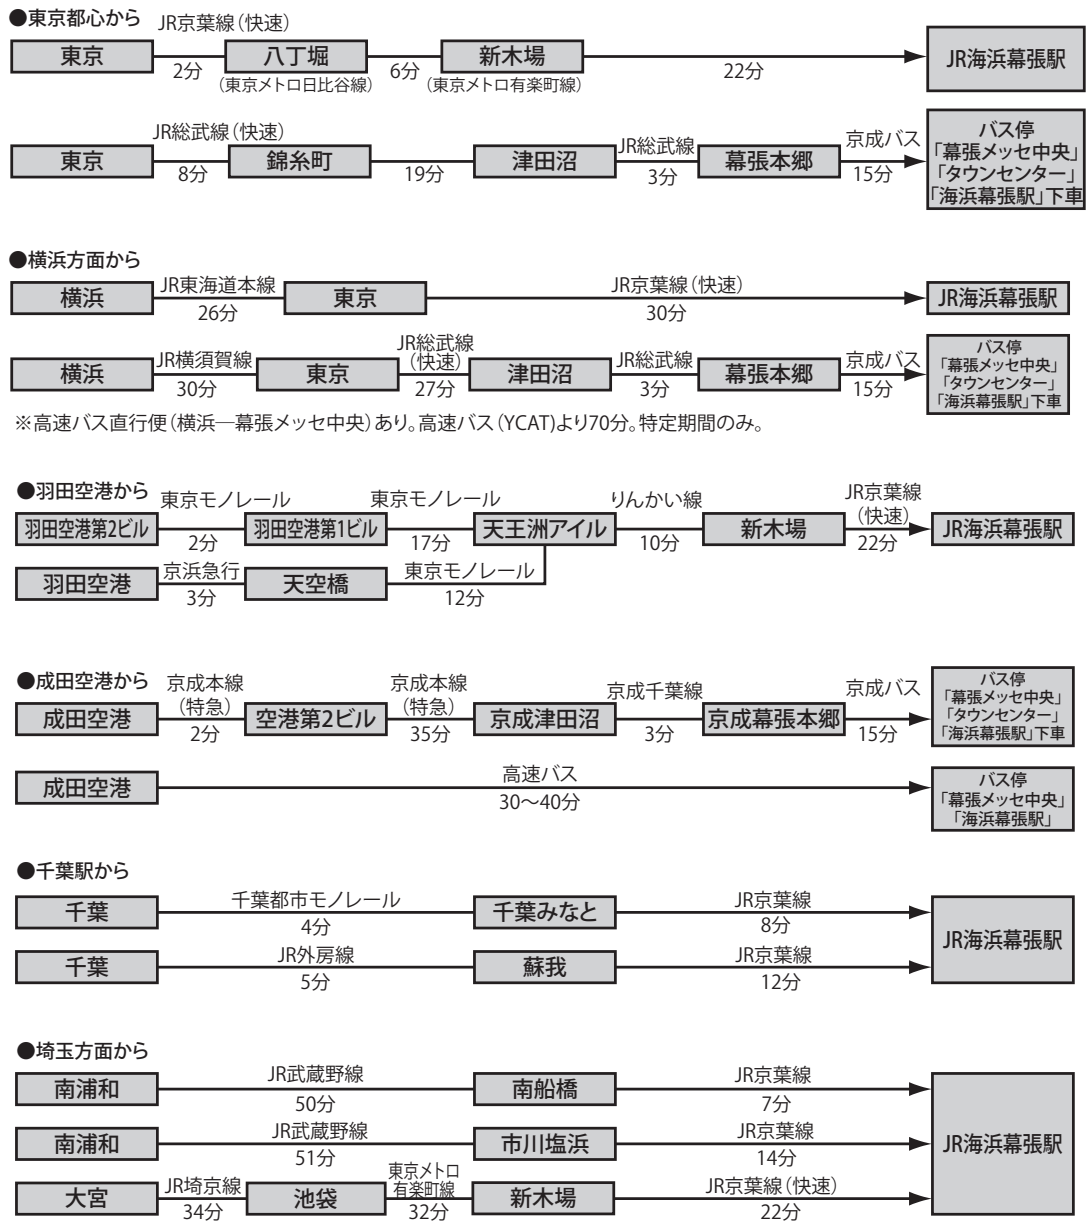 ●東京都心から
JR京葉線（快速）
東京
2分
八丁堀
（東京メトロ日比谷線）
6分
新木場
（東京メトロ有楽町線）
22分
JR海浜幕張駅
東京
JR総武線（快速）
8分
錦糸町
19分
津田沼
JR総武線
3分
幕張本郷
京成バス
15分
バス停
「幕張メッセ中央」
「タウンセンター」
「海浜幕張駅」下車
●横浜方面から
横浜
JR東海道本線
26分
東京
JR京葉線（快速）
30分
JR海浜幕張駅
横浜
JR横須賀線
30分
東京
JR総武線
（快速）
27分
津田沼
JR総武線
3分
幕張本郷
京成バス
15分
バス停
「幕張メッセ中央」
「タウンセンター」
「海浜幕張駅」下車
※高速バス直行便（横浜―幕張メッセ中央）あり。高速バス（YCAT)より70分。特定期間のみ。
●羽田空港から
羽田空港第2ビル
東京モノレール
2分
羽田空港第1ビル
東京モノレール
17分
天王洲アイル
りんかい線
10分
新木場
JR京葉線
（快速）
22分
JR海浜幕張駅
羽田空港
京浜急行
3分
天空橋
東京モノレール
12分
●成田空港から
成田空港
京成本線
（特急）
2分
空港第2ビル
京成本線
（特急）
35分
京成津田沼
京成千葉線
3分
京成幕張本郷
京成バス
15分
バス停
「幕張メッセ中央」
「タウンセンター」
「海浜幕張駅」下車
成田空港
高速バス
30～40分
バス停
「幕張メッセ中央」
「海浜幕張駅」
●千葉駅から
千葉
千葉都市モノレール
4分
千葉みなと
JR京葉線
8分
千葉
JR外房線
5分
蘇我
JR京葉線
12分
JR海浜幕張駅
●埼玉方面から
南浦和
JR武蔵野線
50分
南船橋
JR京葉線
7分
南浦和
JR武蔵野線
51分
市川塩浜
JR京葉線
14分
JR海浜幕張駅
大宮
JR埼京線
34分
池袋
東京メトロ
有楽町線
32分
新木場
JR京葉線（快速）
22分